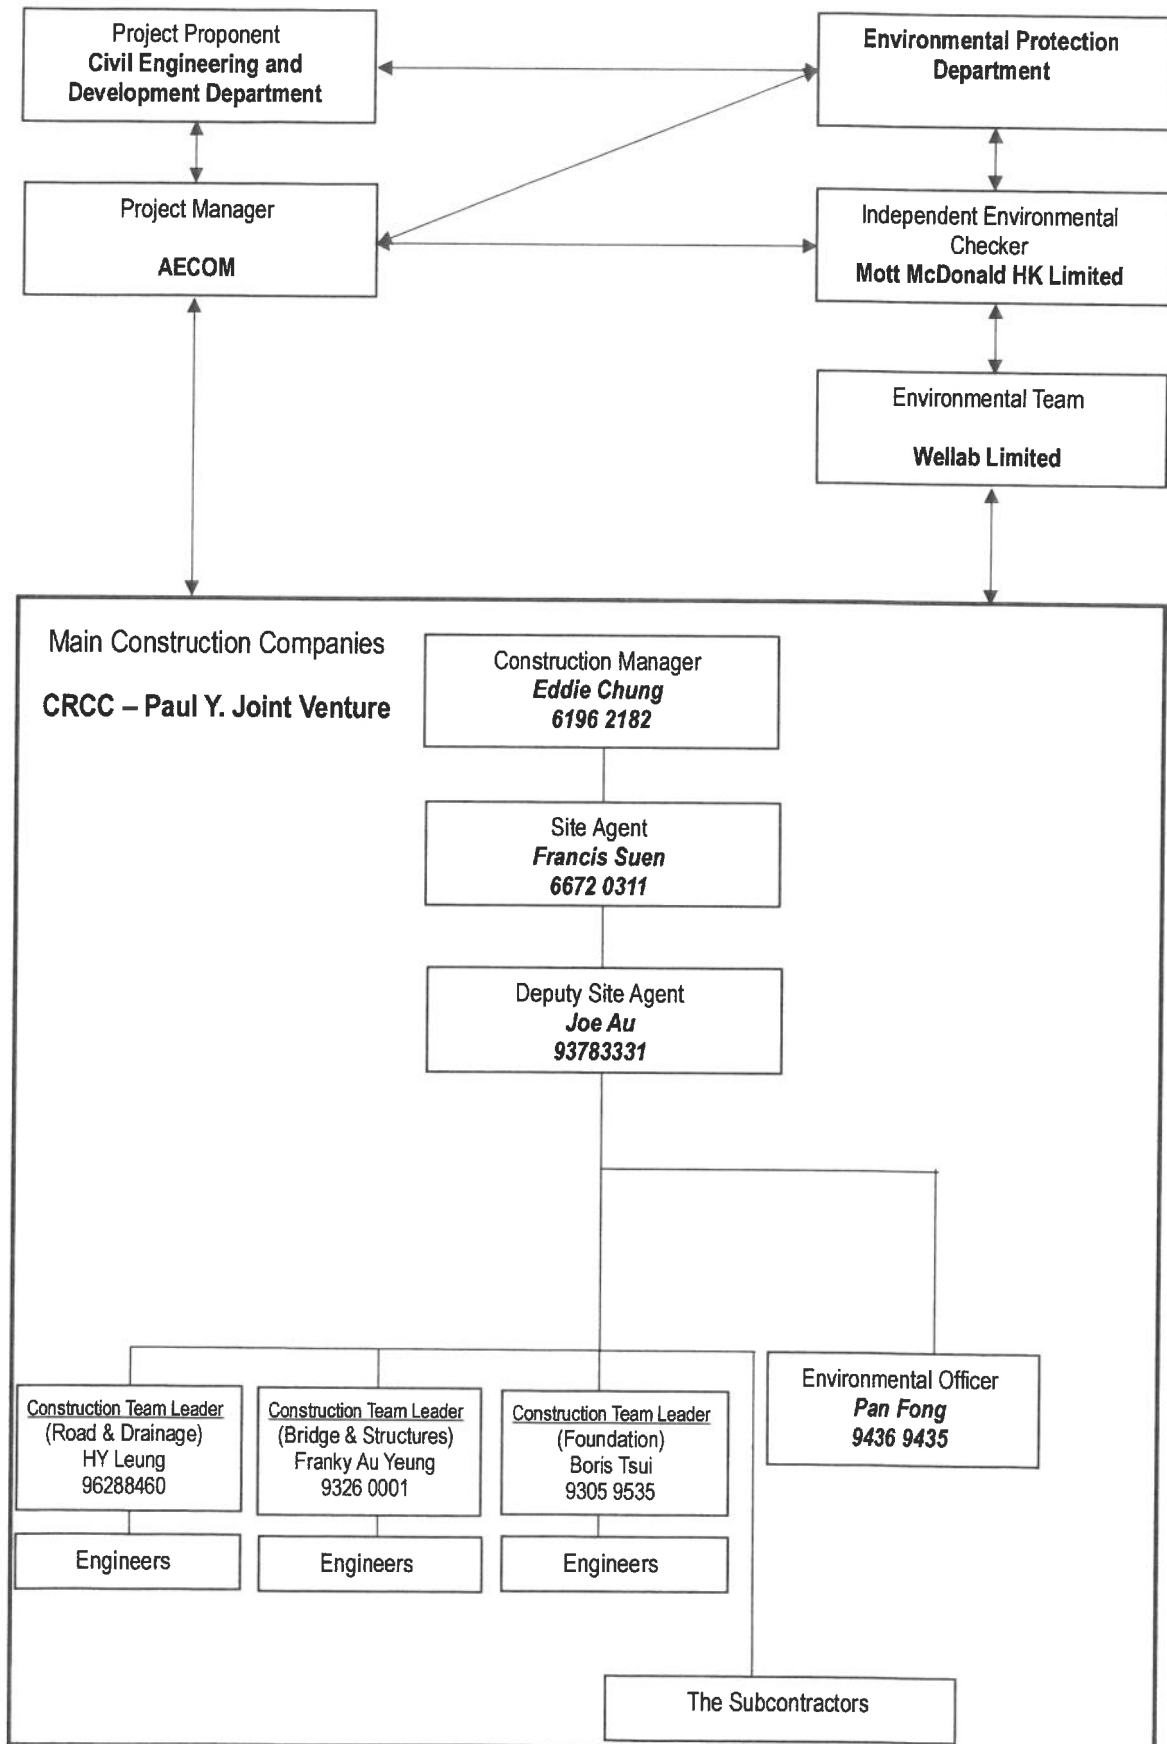 Project Proponent
Civil Engineering and
Development Department
Environmental Protection
Department
Project Manager
AECOM
Independent Environmental
Checker
Mott McDonald HK Limited
Environmental Team
Wellab Limited
Main Construction Companies
CRCC – Paul Y. Joint Venture
Construction Manager
Eddie Chung
6196 2182
Site Agent
Francis Suen
6672 0311
Deputy Site Agent
Joe Au
93783331
Construction Team Leader
(Road & Drainage)
HY Leung
96288460
Construction Team Leader
(Bridge & Structures)
Franky Au Yeung
9326 0001
Construction Team Leader
(Foundation)
Boris Tsui
9305 9535
Environmental Officer
Pan Fong
9436 9435
Engineers
Engineers
Engineers
The Subcontractors